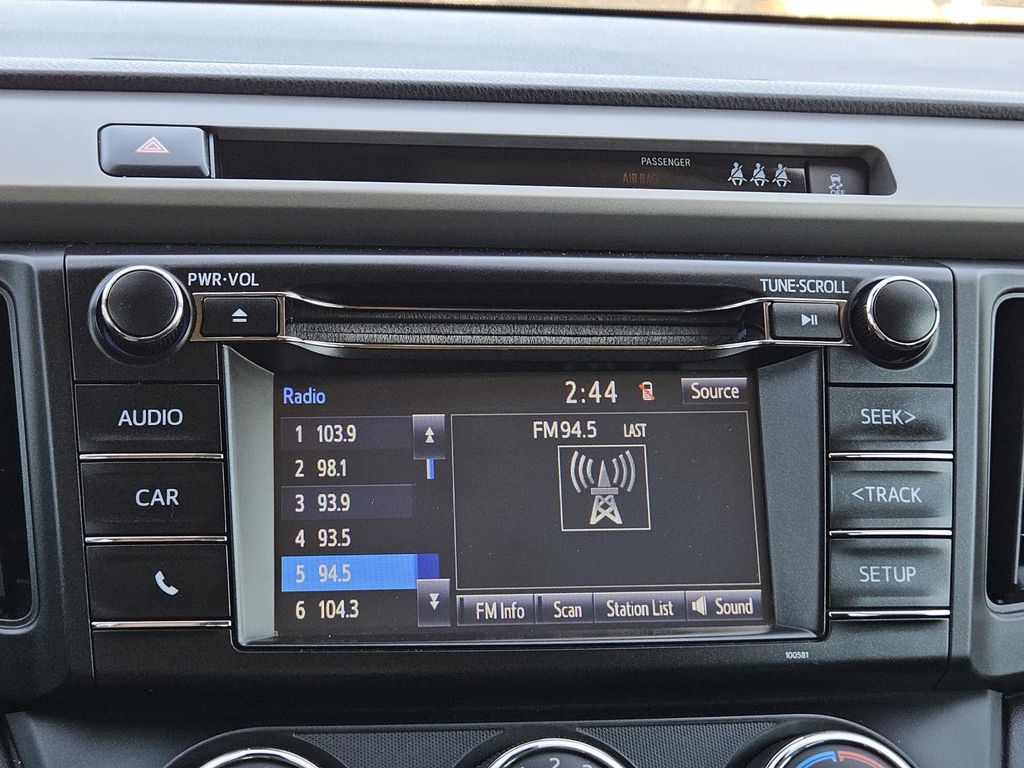 PASSENGER
AIR BAG
OFF
PWR·VOL
TUNE·SCROLL
AUDIO
CAR
Radio
2:44
Source
1 103.9
2 98.1
3 93.9
4 93.5
5 94.5
6 104.3
FM94.5 LAST
FM Info
Scan
Station List
Sound
SEEK>
<TRACK
SETUP
100581
2